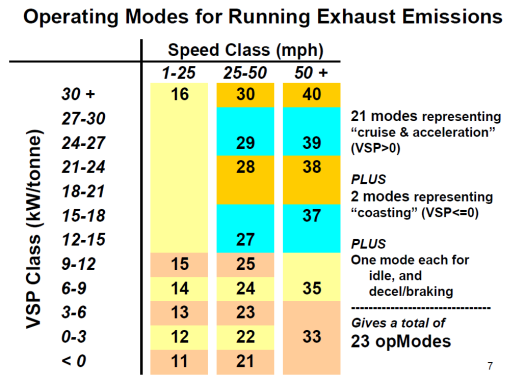 Operating Modes for Running Exhaust Emissions
Speed Class (mph)
1-25 25-50 50 +
VSP Class (kW/tonne)
30 + 16 30 40
27-30
24-27 29 39
21-24 28 38
18-21
15-18 37
12-15 27
9-12 15 25
6-9 14 24 35
3-6 13 23
0-3 12 22 33
< 0 11 21
21 modes representing
“cruise & acceleration”
(VSP>0)
PLUS
2 modes representing
“coasting” (VSP<=0)
PLUS
One mode each for
idle, and
decel/braking
-------------------------------
Gives a total of
23 opModes
7